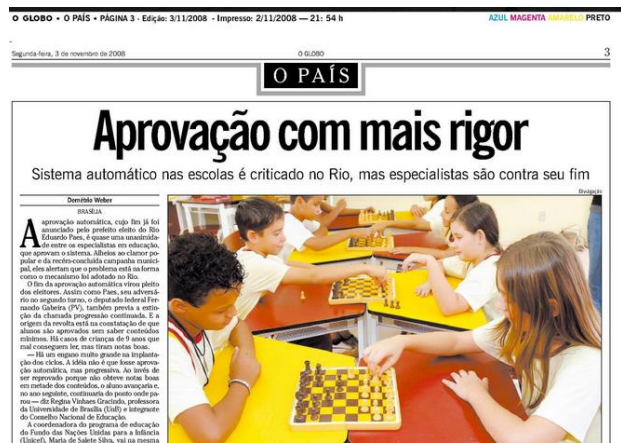 O GLOBO • O PAÍS • PÁGINA 3 - Edição: 3/11/2008 - Impresso: 2/11/2008 — 21: 54 h
AZUL MAGENTA AMARELO PRETO
Segunda-feira, 3 de novembro de 2008
O GLOBO
3
O PAÍS
Aprovação com mais rigor
Sistema automático nas escolas é criticado no Rio, mas especialistas são contra seu fim
Divulgação
Demétrio Weber
BRASÍLIA
A aprovação automática, cujo fim já foi
anunciado pelo prefeito eleito do Rio
Eduardo Paes, é quase uma unanimida-
de entre os especialistas em educação,
que aprovam o sistema. Alheios ao clamor po-
pular e da recém-concluída campanha munici-
pal, eles alertam que o problema está na forma
como o mecanismo foi adotado no Rio.
O fim da aprovação automática virou pleito
dos eleitores. Assim como Paes, seu adversá-
rio no segundo turno, o deputado federal Fer-
nando Gabeira (PV), também previa a extin-
ção da chamada progressão continuada. E a
origem da revolta está na constatação de que
alunos são aprovados sem saber conteúdos
mínimos. Há casos de crianças de 9 anos que
mal conseguem ler, mas tiram notas boas.
— Há um engano muito grande na implanta-
ção dos ciclos. A idéia não é que fosse aprova-
ção automática, mas progressiva. Ao invés de
ser reprovado porque não obteve notas boas
em metade dos conteúdos, o aluno avançaria e,
no ano seguinte, continuaria do ponto onde pa-
rou — diz Regina Vinhaes Gracindo, professora
da Universidade de Brasília (UnB) e integrante
do Conselho Nacional de Educação.
A coordenadora do programa de educação
do Fundo das Nações Unidas para a Infância
(Unicef), Maria de Salete Silva, vai na mesma